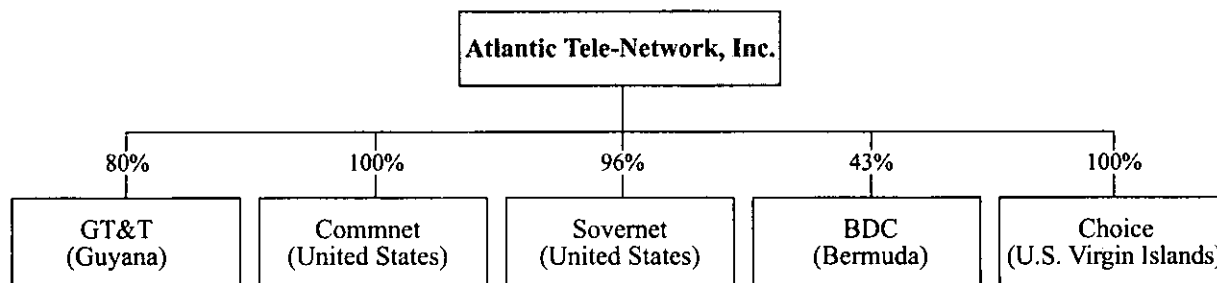 Atlantic Tele-Network, Inc.
80%
100%
96%
43%
100%
GT&T
(Guyana)
Commnet
(United States)
Sovernet
(United States)
BDC
(Bermuda)
Choice
(U.S. Virgin Islands)